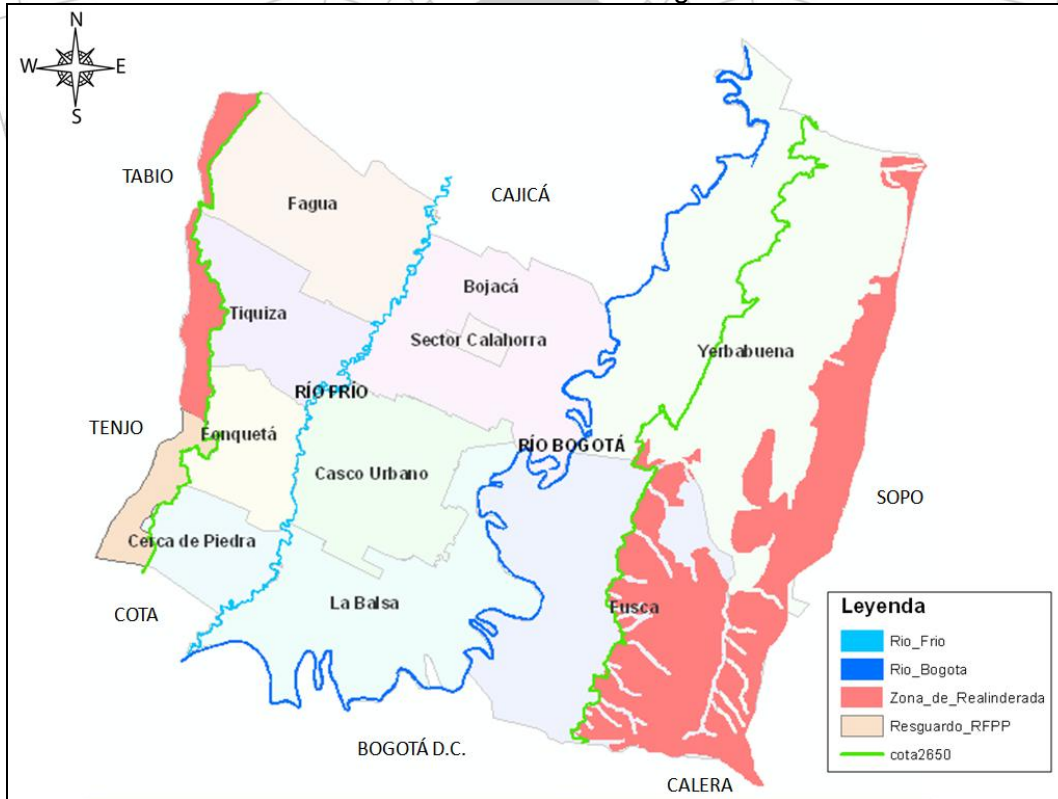 N
W E
S
TABIO
CAJICÁ
Fagua
Bojacá
Tiquiza
Sector Calahorra
Yerbabuena
RÍO FRÍO
TENJO
Fonquetá
RÍO BOGOTÁ
Casco Urbano
SOPO
Cerca de Piedra
La Balsa
Fusca
COTA
BOGOTÁ D.C.
CALERA
Leyenda
Rio_Frio
Rio_Bogota
Zona_de_Realinderada
Resguardo_RFPP
cota2650